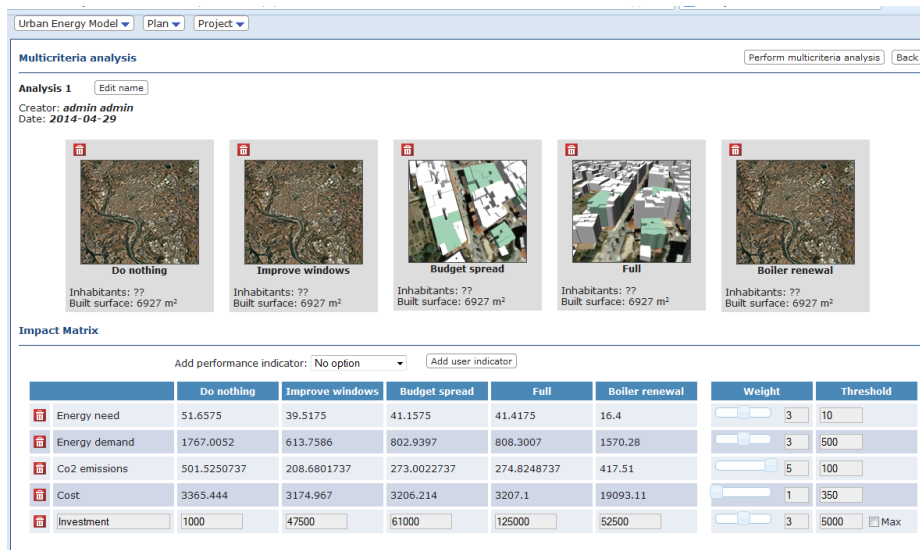 Urban Energy Model Plan Project
Multicriteria analysis Perform multicriteria analysis Back
Analysis 1 Edit name
Creator: admin admin
Date: 2014-04-29
Do nothing Improve windows Budget spread Full Boiler renewal
Inhabitants: ?? Inhabitants: ?? Inhabitants: ?? Inhabitants: ?? Inhabitants: ??
Built surface: 6927 m² Built surface: 6927 m² Built surface: 6927 m² Built surface: 6927 m² Built surface: 6927 m²
Impact Matrix
Add performance indicator: No option Add user indicator
Do nothing Improve windows Budget spread Full Boiler renewal Weight Threshold
Energy need 51.6575 39.5175 41.1575 41.4175 16.4 3 10
Energy demand 1767.0052 613.7586 802.9397 808.3007 1570.28 3 500
Co2 emissions 501.5250737 208.6801737 273.0022737 274.8248737 417.51 5 100
Cost 3365.444 3174.967 3206.214 3207.1 19093.11 1 350
Investment 1000 47500 61000 125000 52500 3 5000 Max